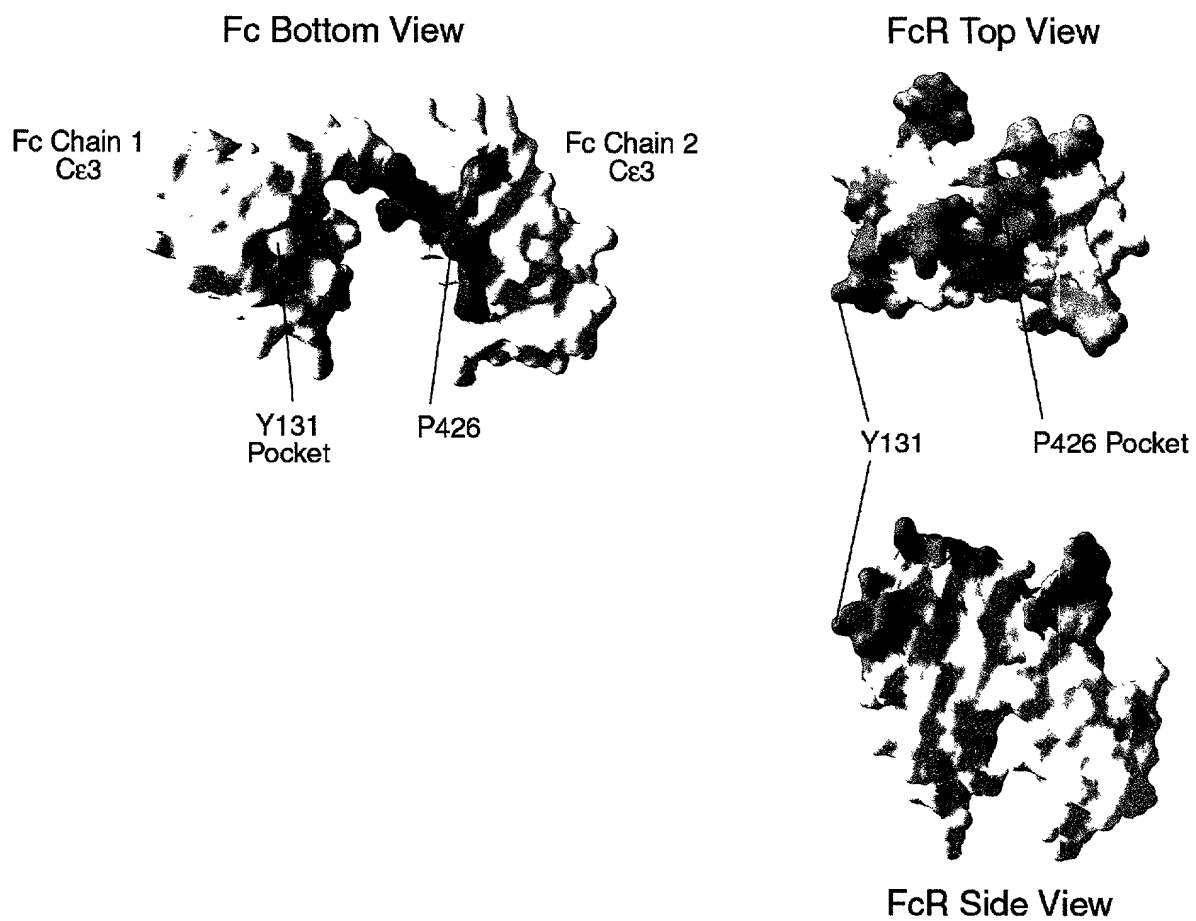 Fc Bottom View
FcR Top View
Fc Chain 1
Cε3
Fc Chain 2
Cε3
Y131
Pocket
P426
Y131
P426 Pocket
FcR Side View